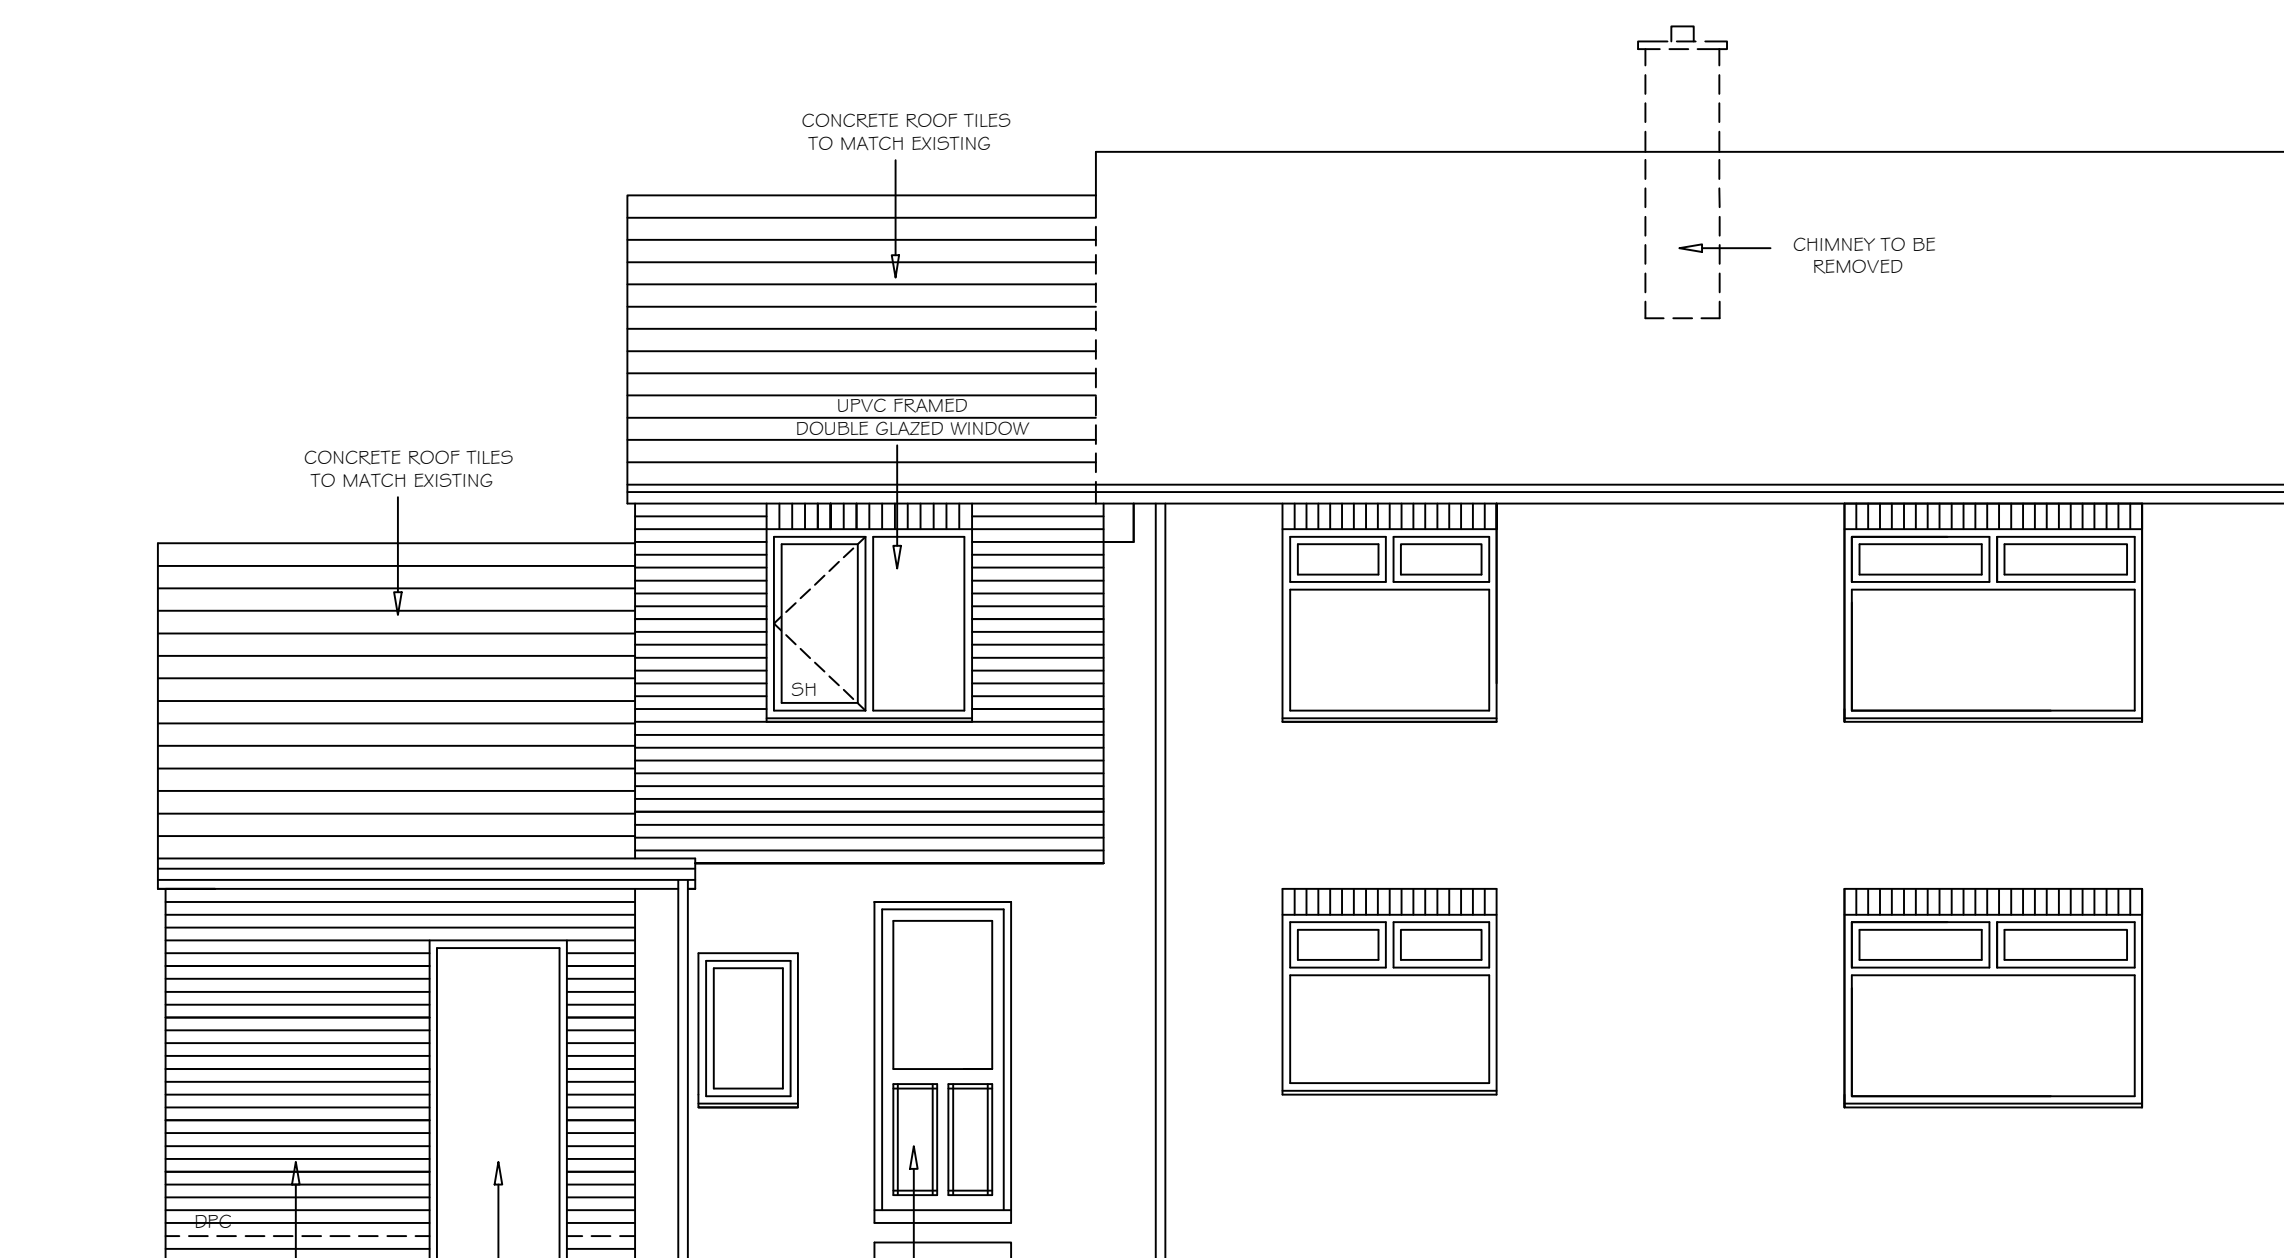 CONCRETE ROOF TILES
TO MATCH EXISTING
CHIMNEY TO BE
REMOVED
UPVC FRAMED
DOUBLE GLAZED WINDOW
CONCRETE ROOF TILES
TO MATCH EXISTING
SH
DPC